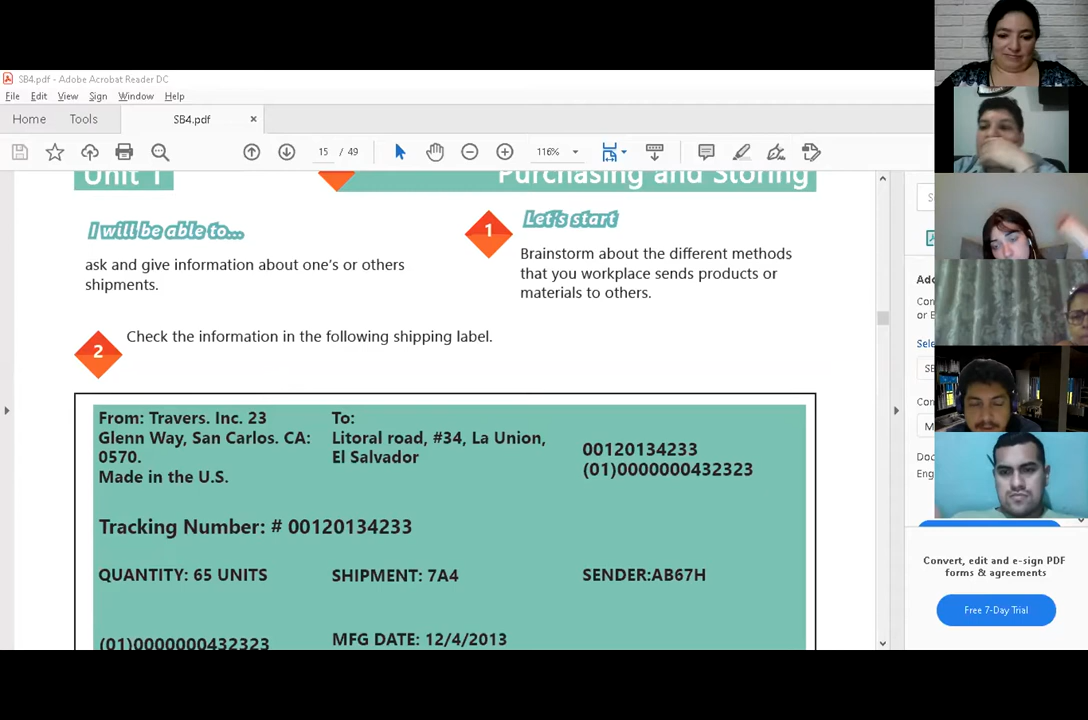 SB4.pdf - Adobe Acrobat Reader DC
File Edit View Sign Window Help
Home Tools SB4.pdf ×
15 / 49 116%
Unit 1 Purchasing and Storing
I will be able to...
ask and give information about one's or others
shipments.
1 Let's start
Brainstorm about the different methods
that you workplace sends products or
materials to others.
2 Check the information in the following shipping label.
From: Travers. Inc. 23
Glenn Way, San Carlos. CA:
0570.
Made in the U.S.
To:
Litoral road, #34, La Union,
El Salvador
00120134233
(01)0000000432323
Tracking Number: # 00120134233
QUANTITY: 65 UNITS SHIPMENT: 7A4 SENDER:AB67H
(01)0000000432323 MFG DATE: 12/4/2013
Convert, edit and e-sign PDF
forms & agreements
Free 7-Day Trial